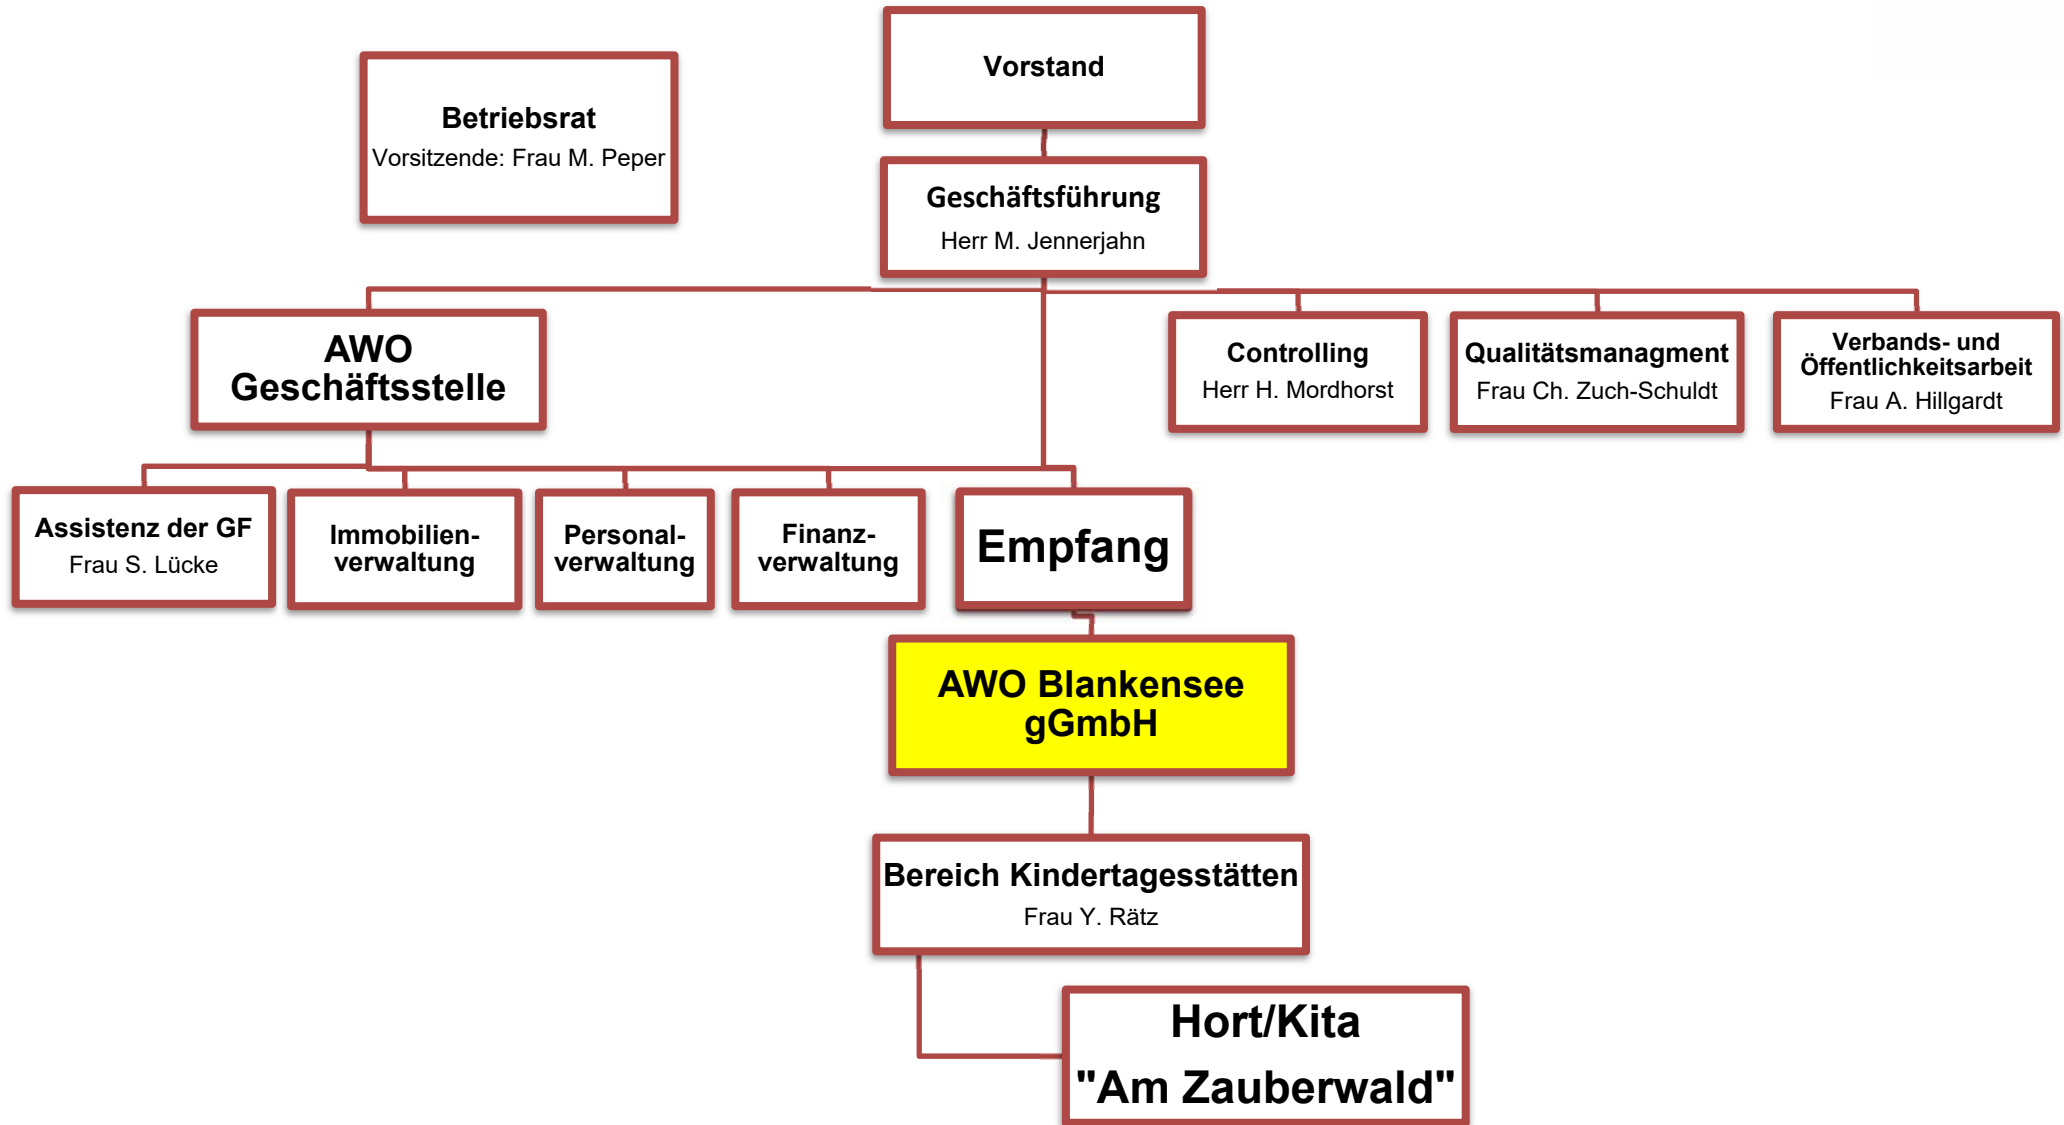 Vorstand
Betriebsrat
Vorsitzende: Frau M. Peper
Geschäftsführung
Herr M. Jennerjahn
AWO
Geschäftsstelle
Controlling
Herr H. Mordhorst
Qualitätsmanagment
Frau Ch. Zuch-Schuldt
Verbands- und
Öffentlichkeitsarbeit
Frau A. Hillgardt
Assistenz der GF
Frau S. Lücke
Immobilien-
verwaltung
Personal-
verwaltung
Finanz-
verwaltung
Empfang
AWO Blankensee
gGmbH
Bereich Kindertagesstätten
Frau Y. Rätz
Hort/Kita
"Am Zauberwald"